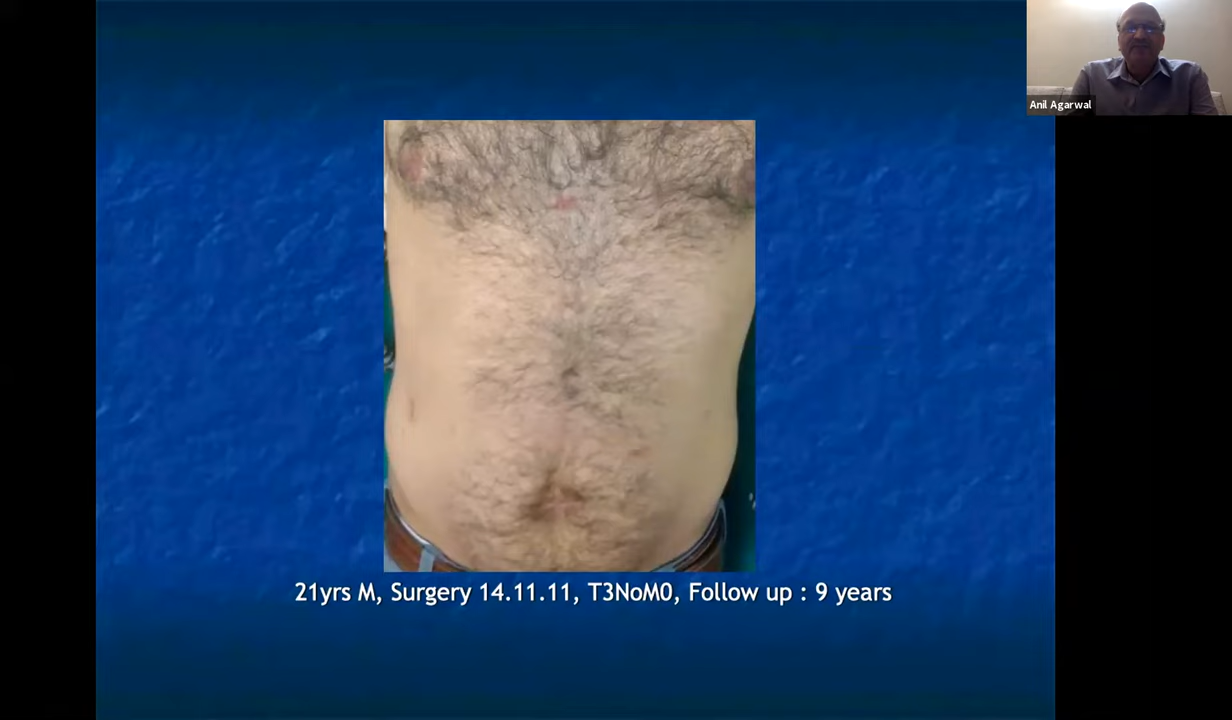 Anil Agarwal
21yrs M, Surgery 14.11.11, T3NoM0, Follow up : 9 years